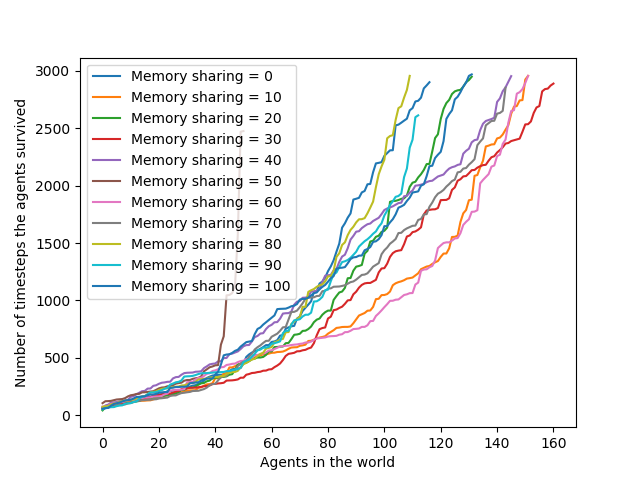 3000
2500
2000
1500
1000
500
0
Number of timesteps the agents survived
Memory sharing = 0
Memory sharing = 10
Memory sharing = 20
Memory sharing = 30
Memory sharing = 40
Memory sharing = 50
Memory sharing = 60
Memory sharing = 70
Memory sharing = 80
Memory sharing = 90
Memory sharing = 100
0 20 40 60 80 100 120 140 160
Agents in the world